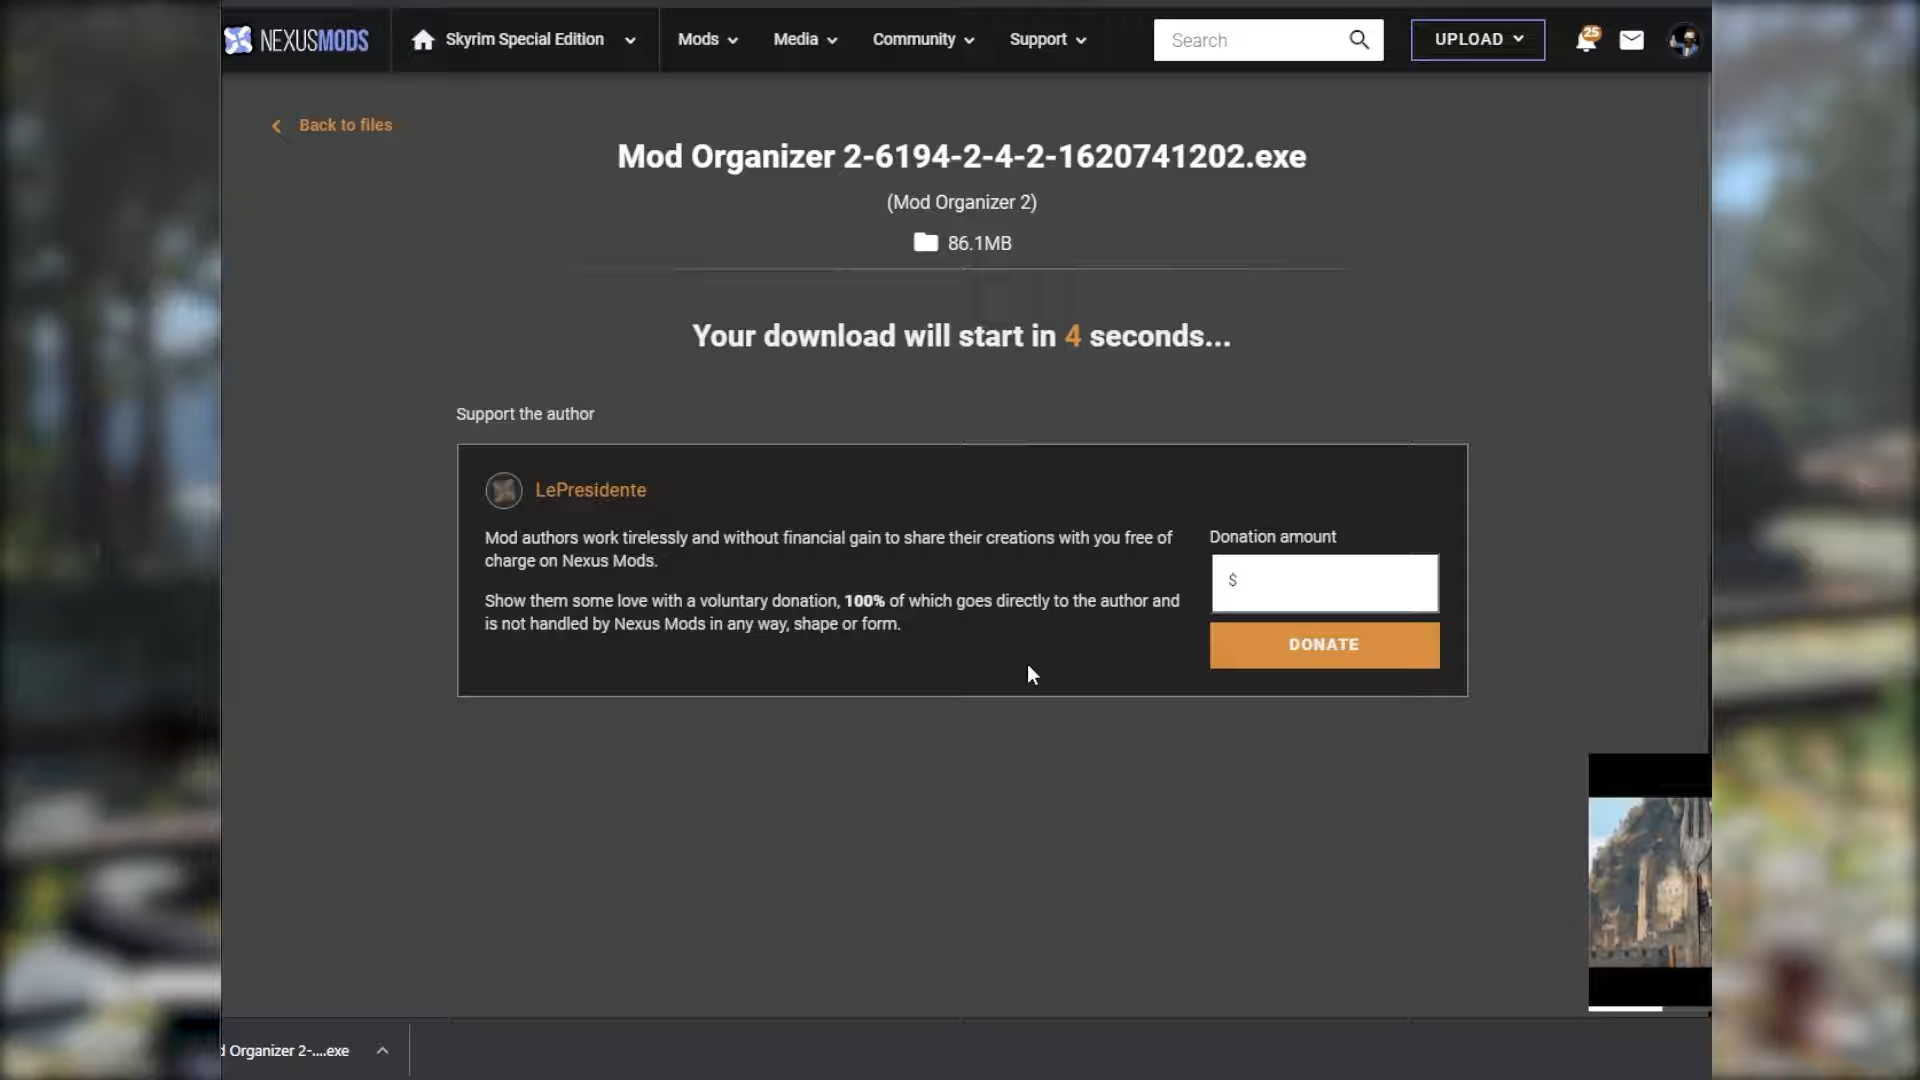 NEXUSMODS
Skyrim Special Edition
Mods
Media
Community
Support
Search
UPLOAD
25
Back to files
Mod Organizer 2-6194-2-4-2-1620741202.exe
(Mod Organizer 2)
86.1MB
Your download will start in 4 seconds...
Support the author
LePresidente
Mod authors work tirelessly and without financial gain to share their creations with you free of
charge on Nexus Mods.
Show them some love with a voluntary donation, 100% of which goes directly to the author and
is not handled by Nexus Mods in any way, shape or form.
Donation amount
$
DONATE
d Organizer 2-....exe